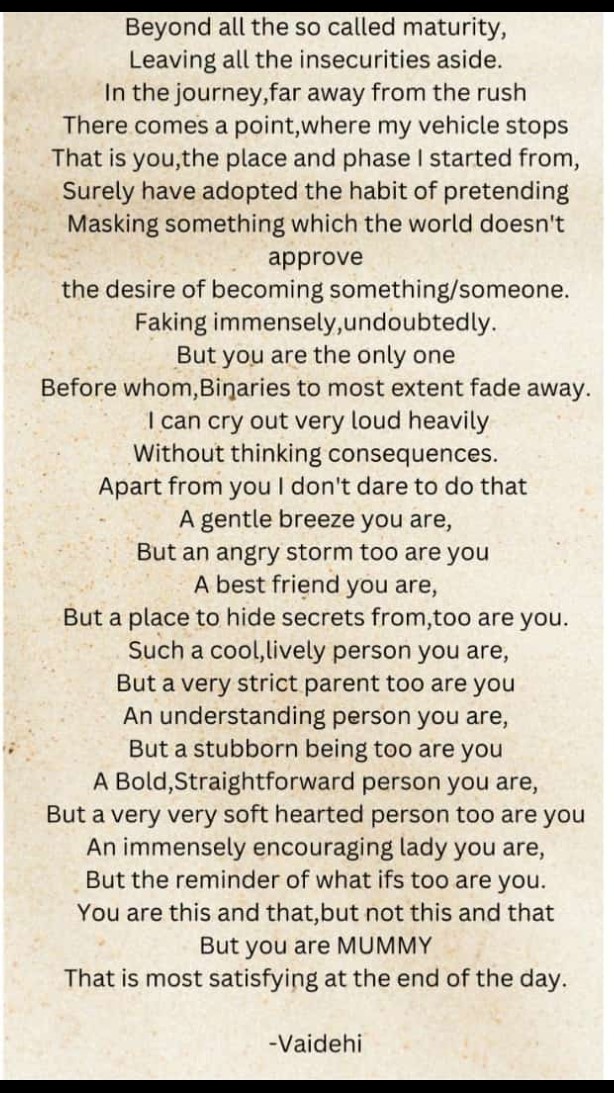 Beyond all the so called maturity,
Leaving all the insecurities aside.
In the journey,far away from the rush
There comes a point,where my vehicle stops
That is you,the place and phase I started from,
Surely have adopted the habit of pretending
Masking something which the world doesn't
approve
the desire of becoming something/someone.
Faking immensely,undoubtedly.
But you are the only one
Before whom,Binaries to most extent fade away.
I can cry out very loud heavily
Without thinking consequences.
Apart from you I don't dare to do that
A gentle breeze you are,
But an angry storm too are you
A best friend you are,
But a place to hide secrets from,too are you.
Such a cool,lively person you are,
But a very strict parent too are you
An understanding person you are,
But a stubborn being too are you
A Bold,Straightforward person you are,
But a very very soft hearted person too are you
An immensely encouraging lady you are,
But the reminder of what ifs too are you.
You are this and that,but not this and that
But you are MUMMY
That is most satisfying at the end of the day.
-Vaidehi